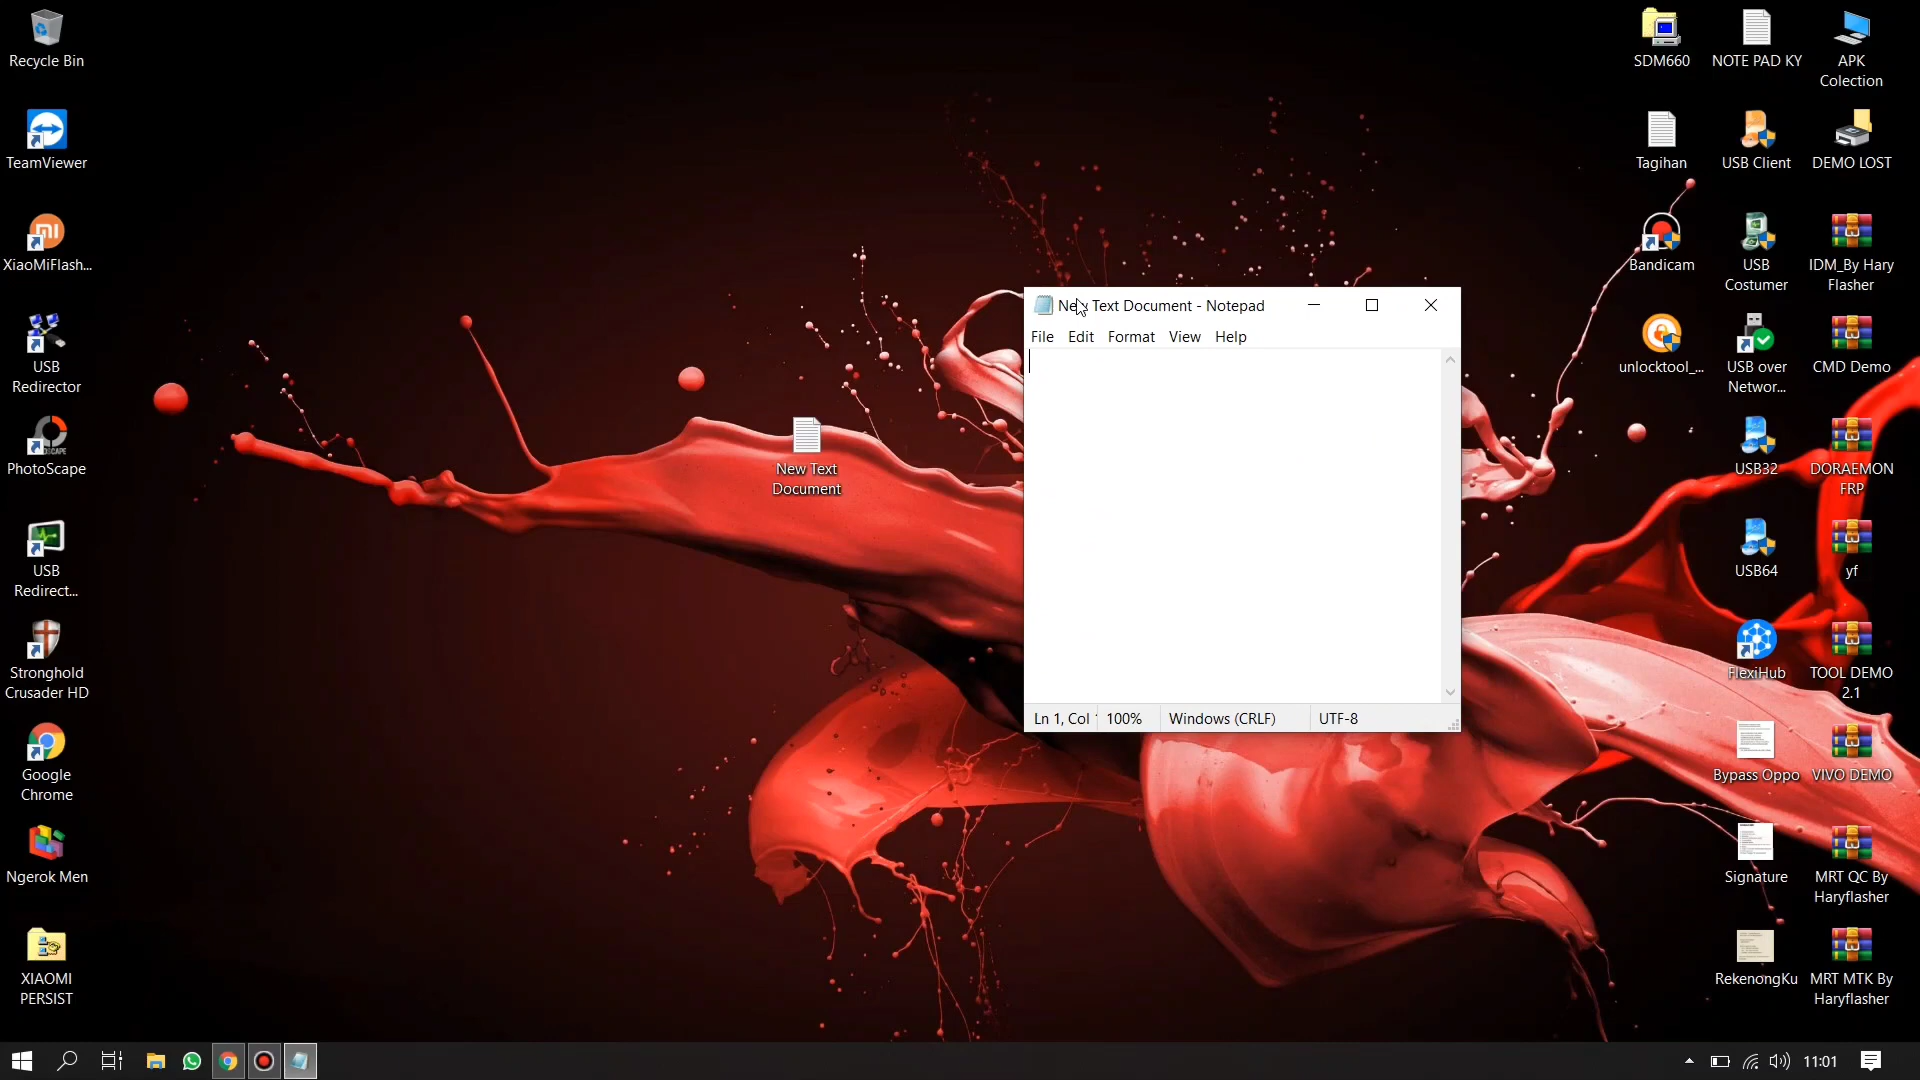 Recycle Bin
TeamViewer
XiaoMiFlash...
USB
Redirector
PhotoScape
USB
Redirect...
Stronghold
Crusader HD
Google
Chrome
Ngerok Men
XIAOMI
PERSIST
New Text
Document
New Text Document - Notepad
File Edit Format View Help
Ln 1, Col
100%
Windows (CRLF)
UTF-8
SDM660
NOTE PAD KY
APK
Colection
Tagihan
USB Client
DEMO LOST
Bandicam
USB
Costumer
IDM_By Hary
Flasher
unlocktool_...
USB over
Networ...
CMD Demo
USB32
DORAEMON
FRP
USB64
yf
FlexiHub
TOOL DEMO
2.1
Bypass Oppo
VIVO DEMO
Signature
MRT QC By
Haryflasher
RekenongKu
MRT MTK By
Haryflasher
11:01